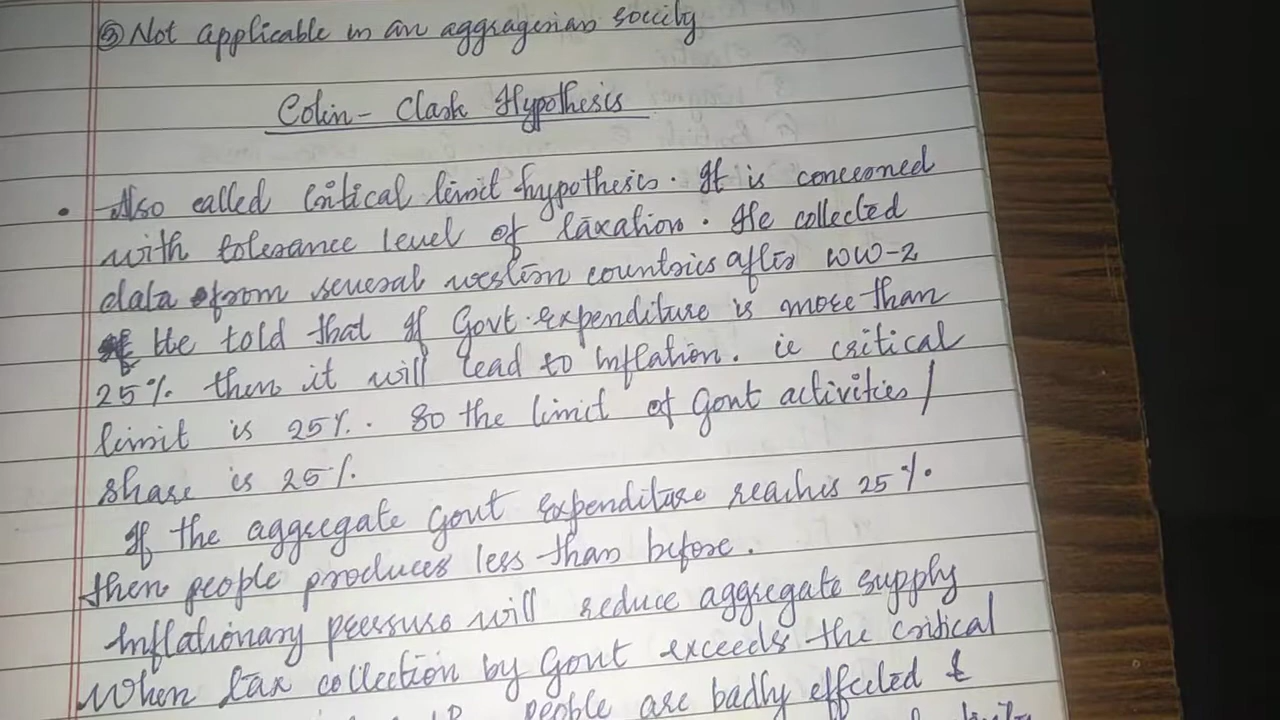 ③ Not applicable in an aggragerian soccity
Colin - Clask Hypothesis
• Also called Critical limit hypothesis. It is conceoned
with tolerance level of taxation. He collected
data from several western countries after WW-2
He told that if Govt. expenditure is more than
25% then it will lead to inflation. ie critical
limit is 25%. So the limit of Govt activities /
share is 25%.
If the aggregate Govt expenditure reaches 25%.
then people produces less than before.
Inflationary pressure will reduce aggregate supply
When tax collection by Govt exceeds the critical
people are badly effected &